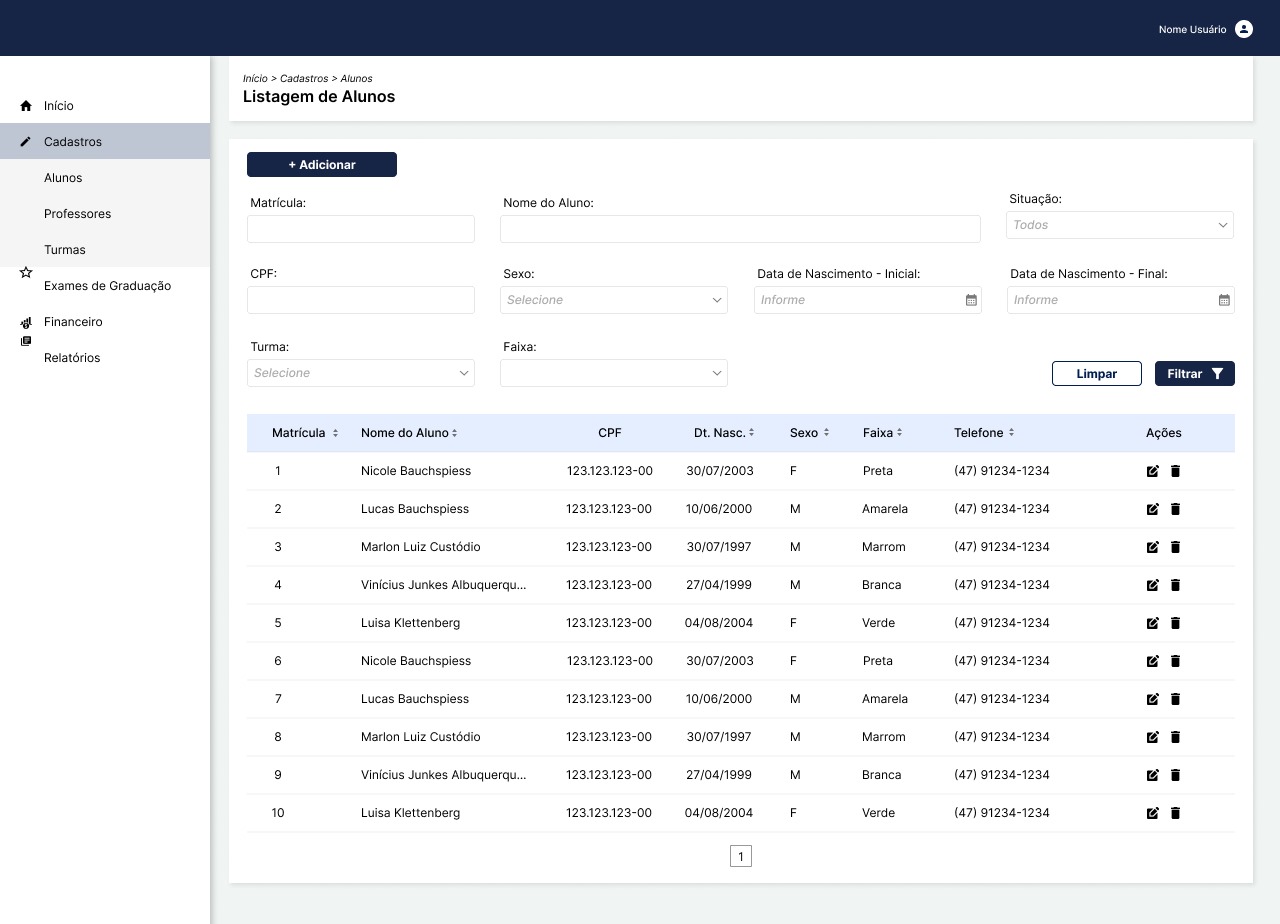 Nome Usuário
Início
Cadastros
Alunos
Professores
Turmas
Exames de Graduação
Financeiro
Relatórios
Início > Cadastros > Alunos
Listagem de Alunos
+ Adicionar
Matrícula: Nome do Aluno: Situação:
Todos
CPF: Sexo: Data de Nascimento - Inicial: Data de Nascimento - Final:
Selecione Informe Informe
Turma: Faixa:
Selecione
Limpar Filtrar
Matrícula Nome do Aluno CPF Dt. Nasc. Sexo Faixa Telefone Ações
1 Nicole Bauchspiess 123.123.123-00 30/07/2003 F Preta (47) 91234-1234
2 Lucas Bauchspiess 123.123.123-00 10/06/2000 M Amarela (47) 91234-1234
3 Marlon Luiz Custódio 123.123.123-00 30/07/1997 M Marrom (47) 91234-1234
4 Vinícius Junkes Albuquerqu... 123.123.123-00 27/04/1999 M Branca (47) 91234-1234
5 Luisa Klettenberg 123.123.123-00 04/08/2004 F Verde (47) 91234-1234
6 Nicole Bauchspiess 123.123.123-00 30/07/2003 F Preta (47) 91234-1234
7 Lucas Bauchspiess 123.123.123-00 10/06/2000 M Amarela (47) 91234-1234
8 Marlon Luiz Custódio 123.123.123-00 30/07/1997 M Marrom (47) 91234-1234
9 Vinícius Junkes Albuquerqu... 123.123.123-00 27/04/1999 M Branca (47) 91234-1234
10 Luisa Klettenberg 123.123.123-00 04/08/2004 F Verde (47) 91234-1234
1